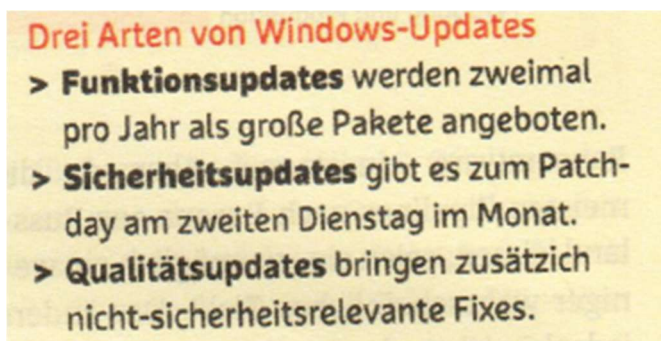 Drei Arten von Windows-Updates
> Funktionsupdates werden zweimal
pro Jahr als große Pakete angeboten.
> Sicherheitsupdates gibt es zum Patch-
day am zweiten Dienstag im Monat.
> Qualitätsupdates bringen zusätzich
nicht-sicherheitsrelevante Fixes.